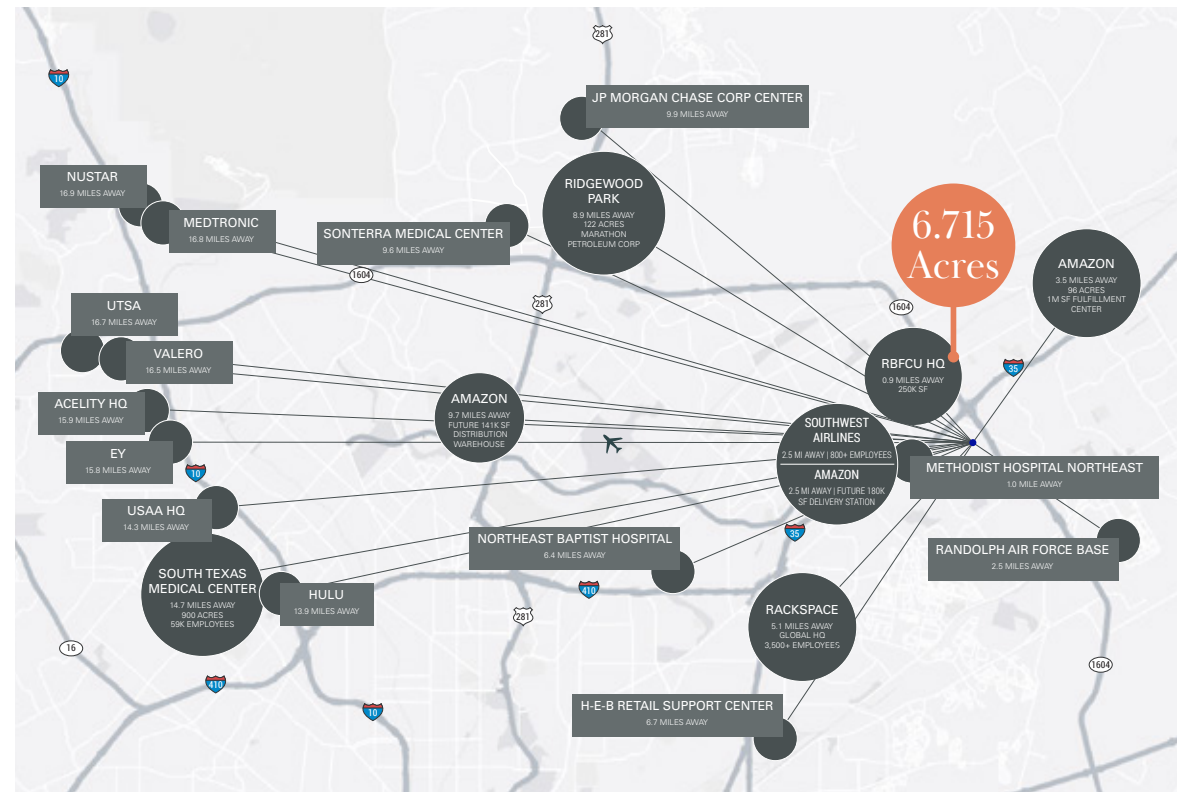 281
10
JP MORGAN CHASE CORP CENTER
9.9 MILES AWAY
RIDGEWOOD
PARK
8.9 MILES AWAY
122 ACRES
MARATHON
PETROLEUM CORP
NUSTAR
16.9 MILES AWAY
MEDTRONIC
16.8 MILES AWAY
SONTERRA MEDICAL CENTER
9.6 MILES AWAY
1604
281
6.715
Acres
AMAZON
3.5 MILES AWAY
96 ACRES
1M SF FULFILLMENT
CENTER
1604
35
RBFCU HQ
0.9 MILES AWAY
250K SF
UTSA
16.7 MILES AWAY
VALERO
16.5 MILES AWAY
ACELITY HQ
15.9 MILES AWAY
EY
15.8 MILES AWAY
10
AMAZON
9.7 MILES AWAY
FUTURE 141K SF
DISTRIBUTION
WAREHOUSE
SOUTHWEST
AIRLINES
2.5 MI AWAY | 800+ EMPLOYEES
AMAZON
2.5 MI AWAY | FUTURE 180K
SF DELIVERY STATION
METHODIST HOSPITAL NORTHEAST
1.0 MILE AWAY
USAA HQ
14.3 MILES AWAY
NORTHEAST BAPTIST HOSPITAL
6.4 MILES AWAY
35
RANDOLPH AIR FORCE BASE
2.5 MILES AWAY
SOUTH TEXAS
MEDICAL CENTER
14.7 MILES AWAY
900 ACRES
59K EMPLOYEES
HULU
13.9 MILES AWAY
410
281
RACKSPACE
5.1 MILES AWAY
GLOBAL HQ
3,500+ EMPLOYEES
16
1604
410
10
H-E-B RETAIL SUPPORT CENTER
6.7 MILES AWAY